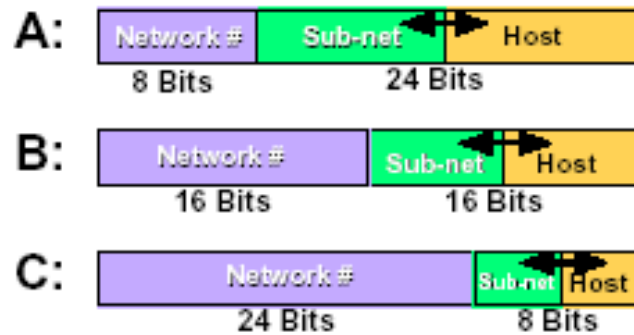 A: Network # Sub-net Host
8 Bits 24 Bits
B: Network # Sub-net Host
16 Bits 16 Bits
C: Network # Sub-net Host
24 Bits 8 Bits